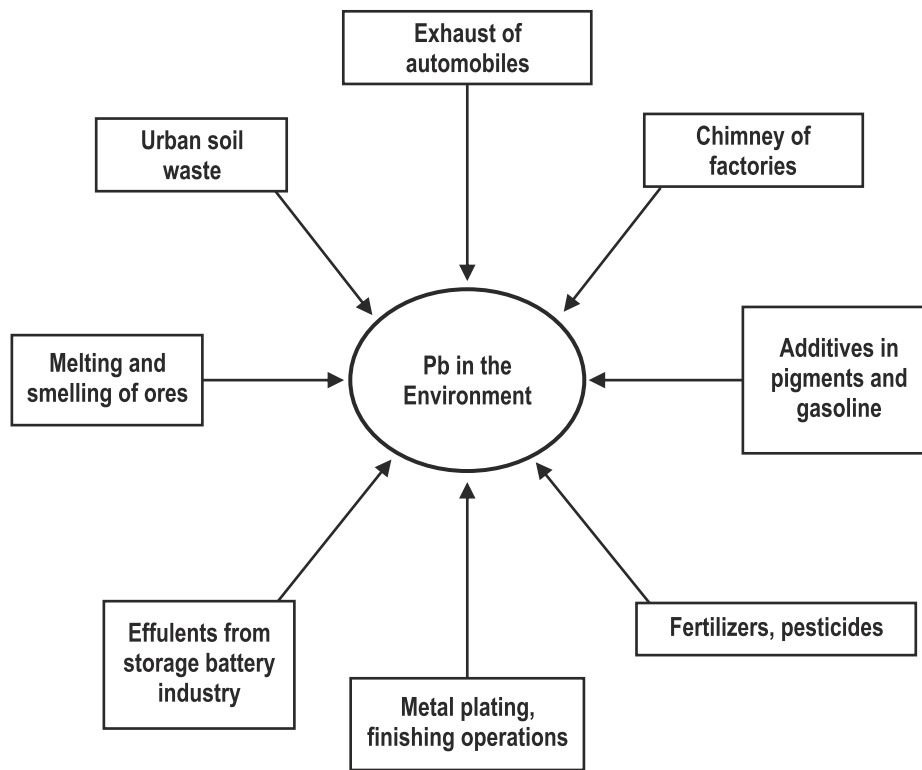 Exhaust of
automobiles
Urban soil
waste
Chimney of
factories
Melting and
smelling of ores
Pb in the
Environment
Additives in
pigments and
gasoline
Effulents from
storage battery
industry
Metal plating,
finishing operations
Fertilizers, pesticides